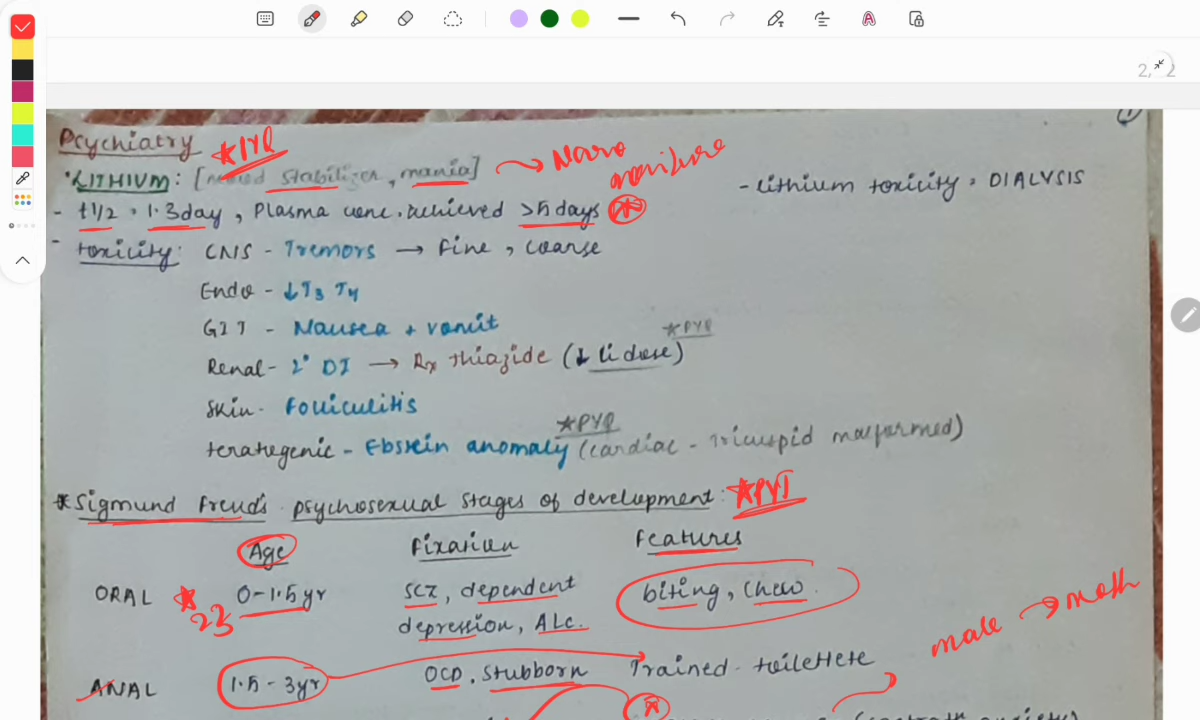 Psychiatry *PYQ
LITHIUM: [mood stabilizer, mania] → Narrow
- Lithium toxicity = DIALYSIS
- t1/2 = 1.3day, Plasma conc. achieved >5 days
- toxicity: CNS - Tremors → fine, coarse
Endo - ↓T3 T4
GIT - Nausea + vomit
*PYQ
Renal - 2° DI → Rx thiazide (↓ Li dose)
Skin - Folliculitis
*PYQ
teratogenic - Ebstein anomaly (cardiac - Tricuspid malformed)
*Sigmund Freud's psychosexual stages of development: *PYT
Age Fixation Features
ORAL *23 0-1.5yr SCZ, dependent biting, chew.
depression, ALC.
male →
ANAL 1.5-3yr OCD, Stubborn Trained-toilette